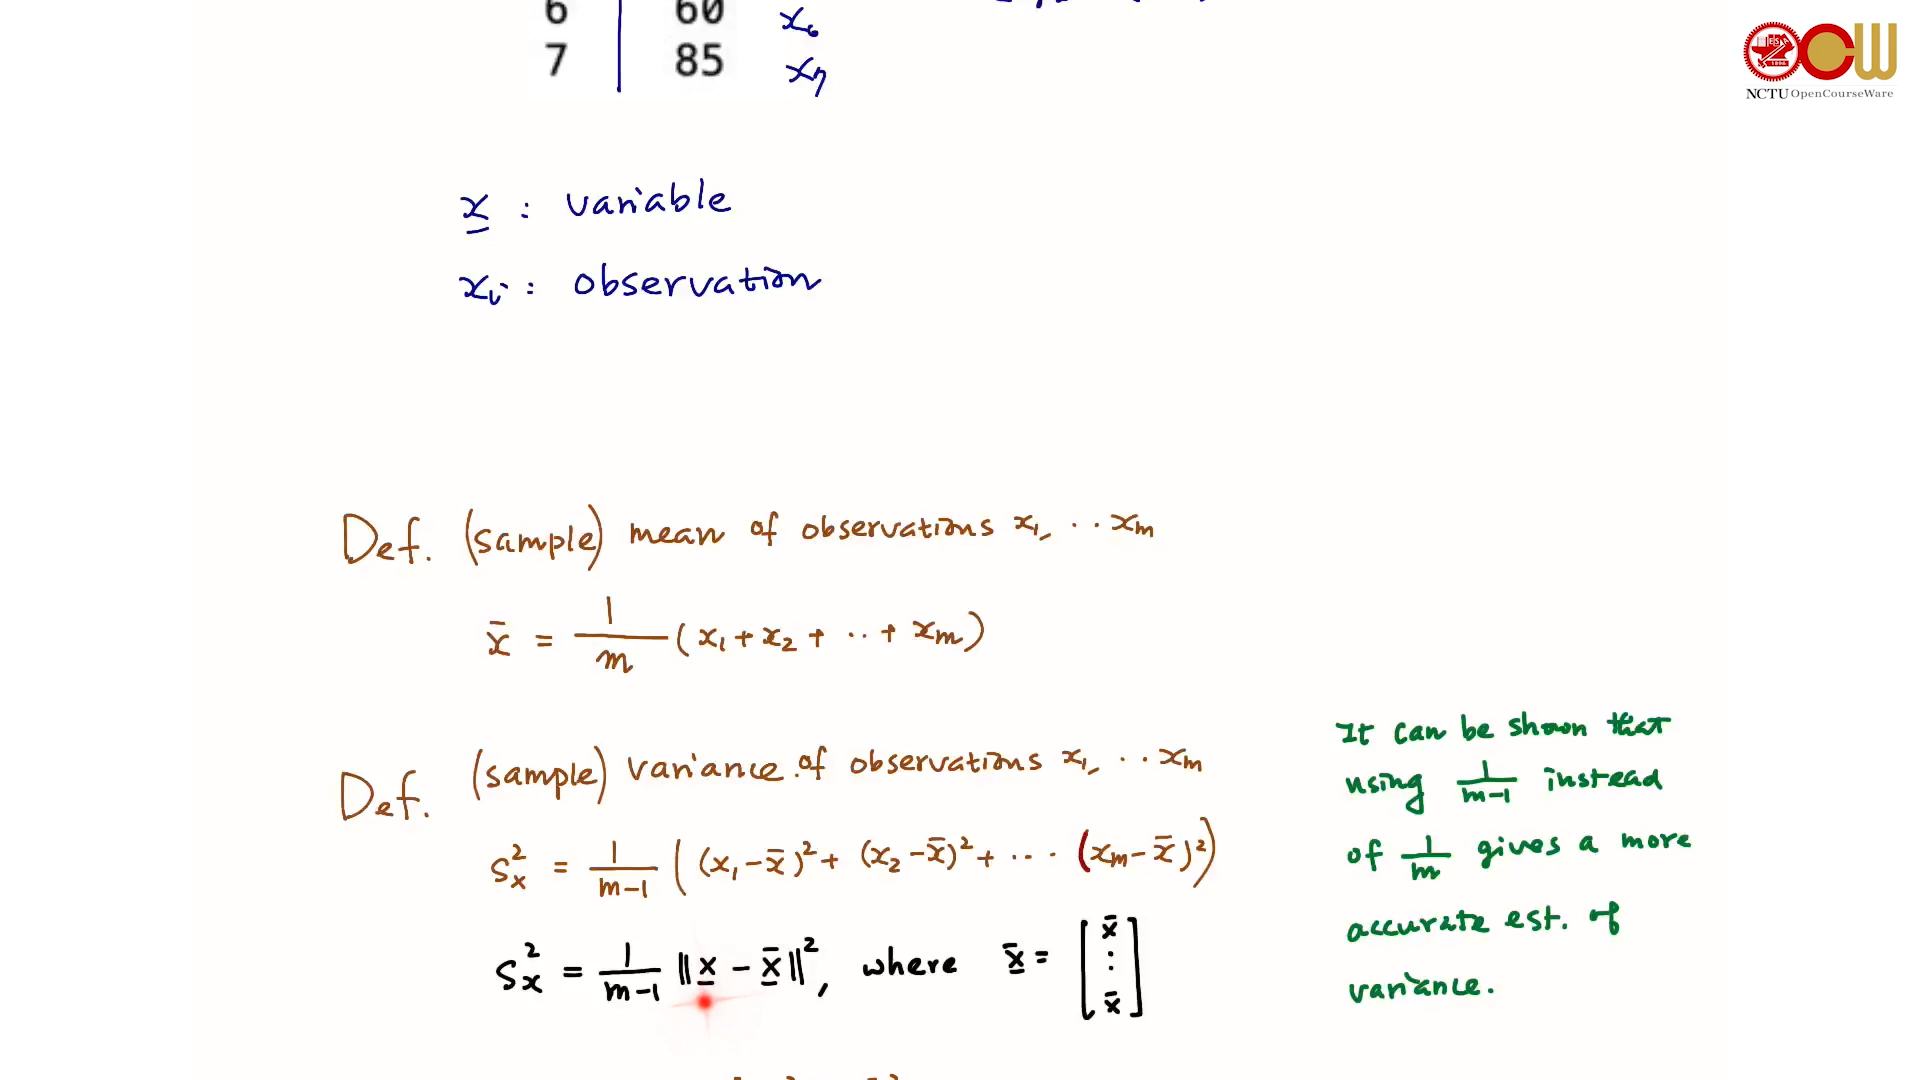 6 | 60 x₆
7 | 85 x₇
NCTU OpenCourseWare
x : variable
xᵢ : observation
Def. (sample) mean of observations x₁, ‥ xₘ
x̄ = 1/m (x₁ + x₂ + ‥ + xₘ)
Def. (sample) variance of observations x₁, ‥ xₘ
Sₓ² = 1/(m-1) ((x₁ - x̄)² + (x₂ - x̄)² + ⋯ (xₘ - x̄)²)
Sₓ² = 1/(m-1) ‖x - x̄‖², where x̄ = [x̄ ⋮ x̄]
It can be shown that
using 1/(m-1) instead
of 1/m gives a more
accurate est. of
variance.